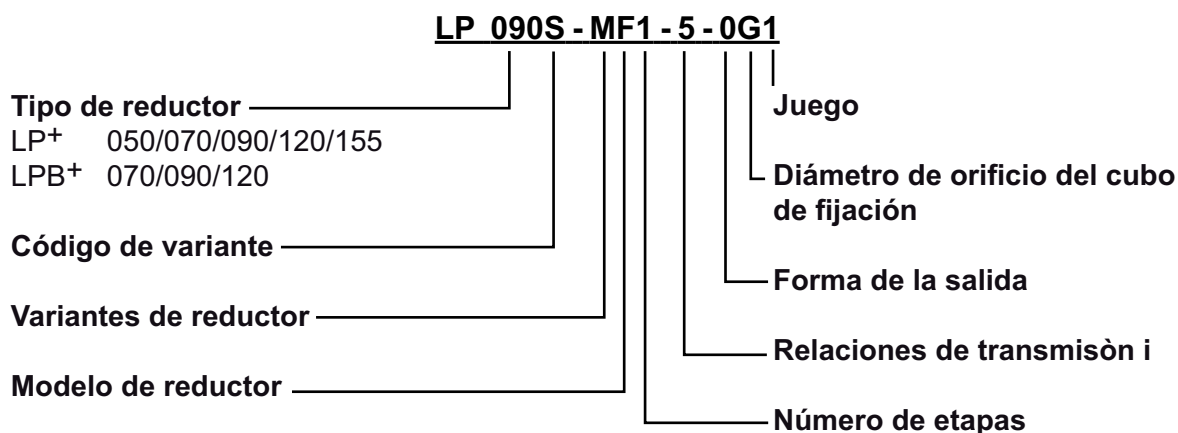 LP 090S - MF1 - 5 - 0G1
Tipo de reductor
LP+ 050/070/090/120/155
LPB+ 070/090/120
Código de variante
Variantes de reductor
Modelo de reductor
Juego
Diámetro de orificio del cubo
de fijación
Forma de la salida
Relaciones de transmisòn i
Número de etapas